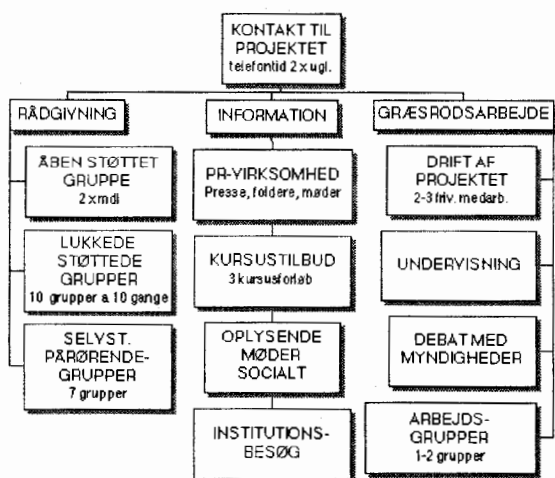 KONTAKT TIL
PROJEKTET
telefontid 2 x ugl.
RÅDGIVNING
INFORMATION
GRÆSRODSARBEJDE
ÅBEN STØTTET
GRUPPE
2 x mdl
LUKKEDE
STØTTEDE
GRUPPER
10 grupper a 10 gange
SELYST.
PÅRØRENDE-
GRUPPER
7 grupper
PR-VIRKSOMHED
Presse, foldere, møder
KURSUSTILBUD
3 kursusforløb
OPLYSENDE
MØDER
SOCIALT
INSTITUTIONS-
BESØG
DRIFT AF
PROJEKTET
2-3 friv. medarb.
UNDERVISNING
DEBAT MED
MYNDIGHEDER
ARBEJDS-
GRUPPER
1-2 grupper